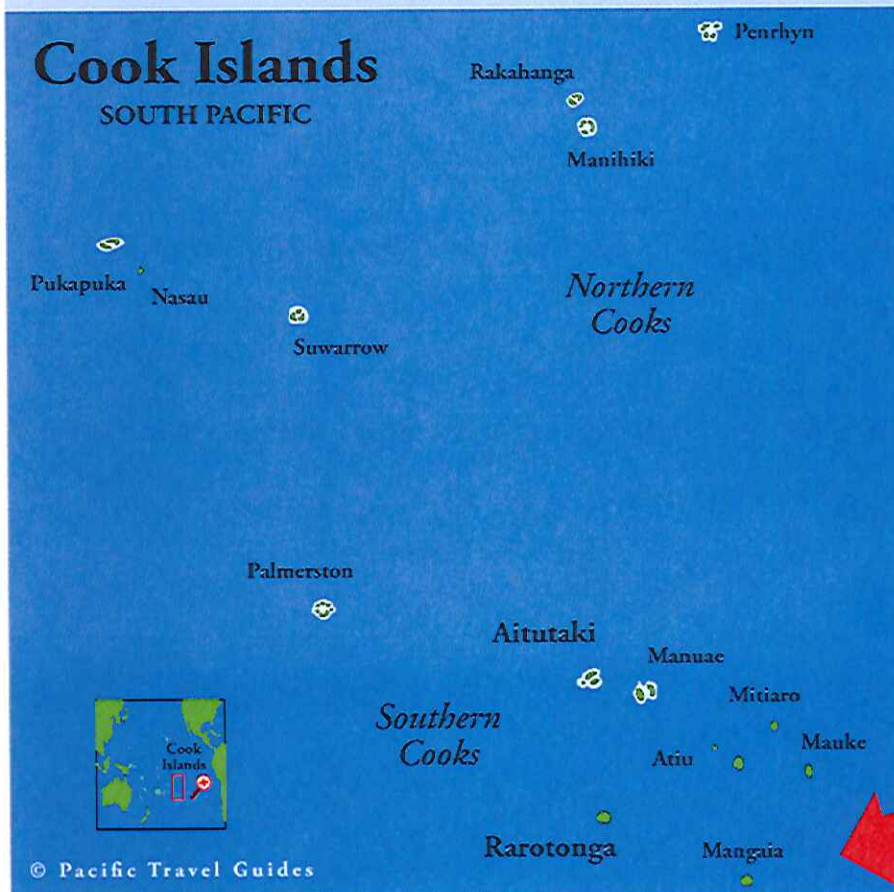 Cook Islands
SOUTH PACIFIC
Penrhyn
Rakahanga
Manihiki
Pukapuka
Nasau
Suwarrow
Northern
Cooks
Palmerston
Aitutaki
Manuae
Mitiaro
Mauke
Atiu
Southern
Cooks
Cook
Islands
Rarotonga
Mangaia
© Pacific Travel Guides